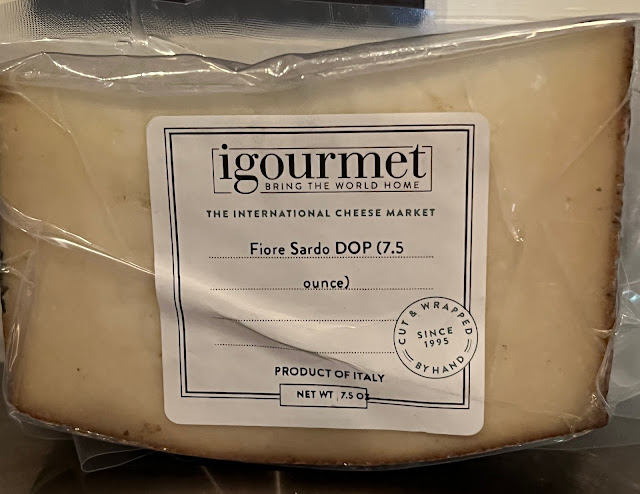 igourmet
BRING THE WORLD HOME
THE INTERNATIONAL CHEESE MARKET
Fiore Sardo DOP (7.5
ounce)
CUT & WRAPPED
SINCE
1995
BY HAND
PRODUCT OF ITALY
NET WT 7.5 oz